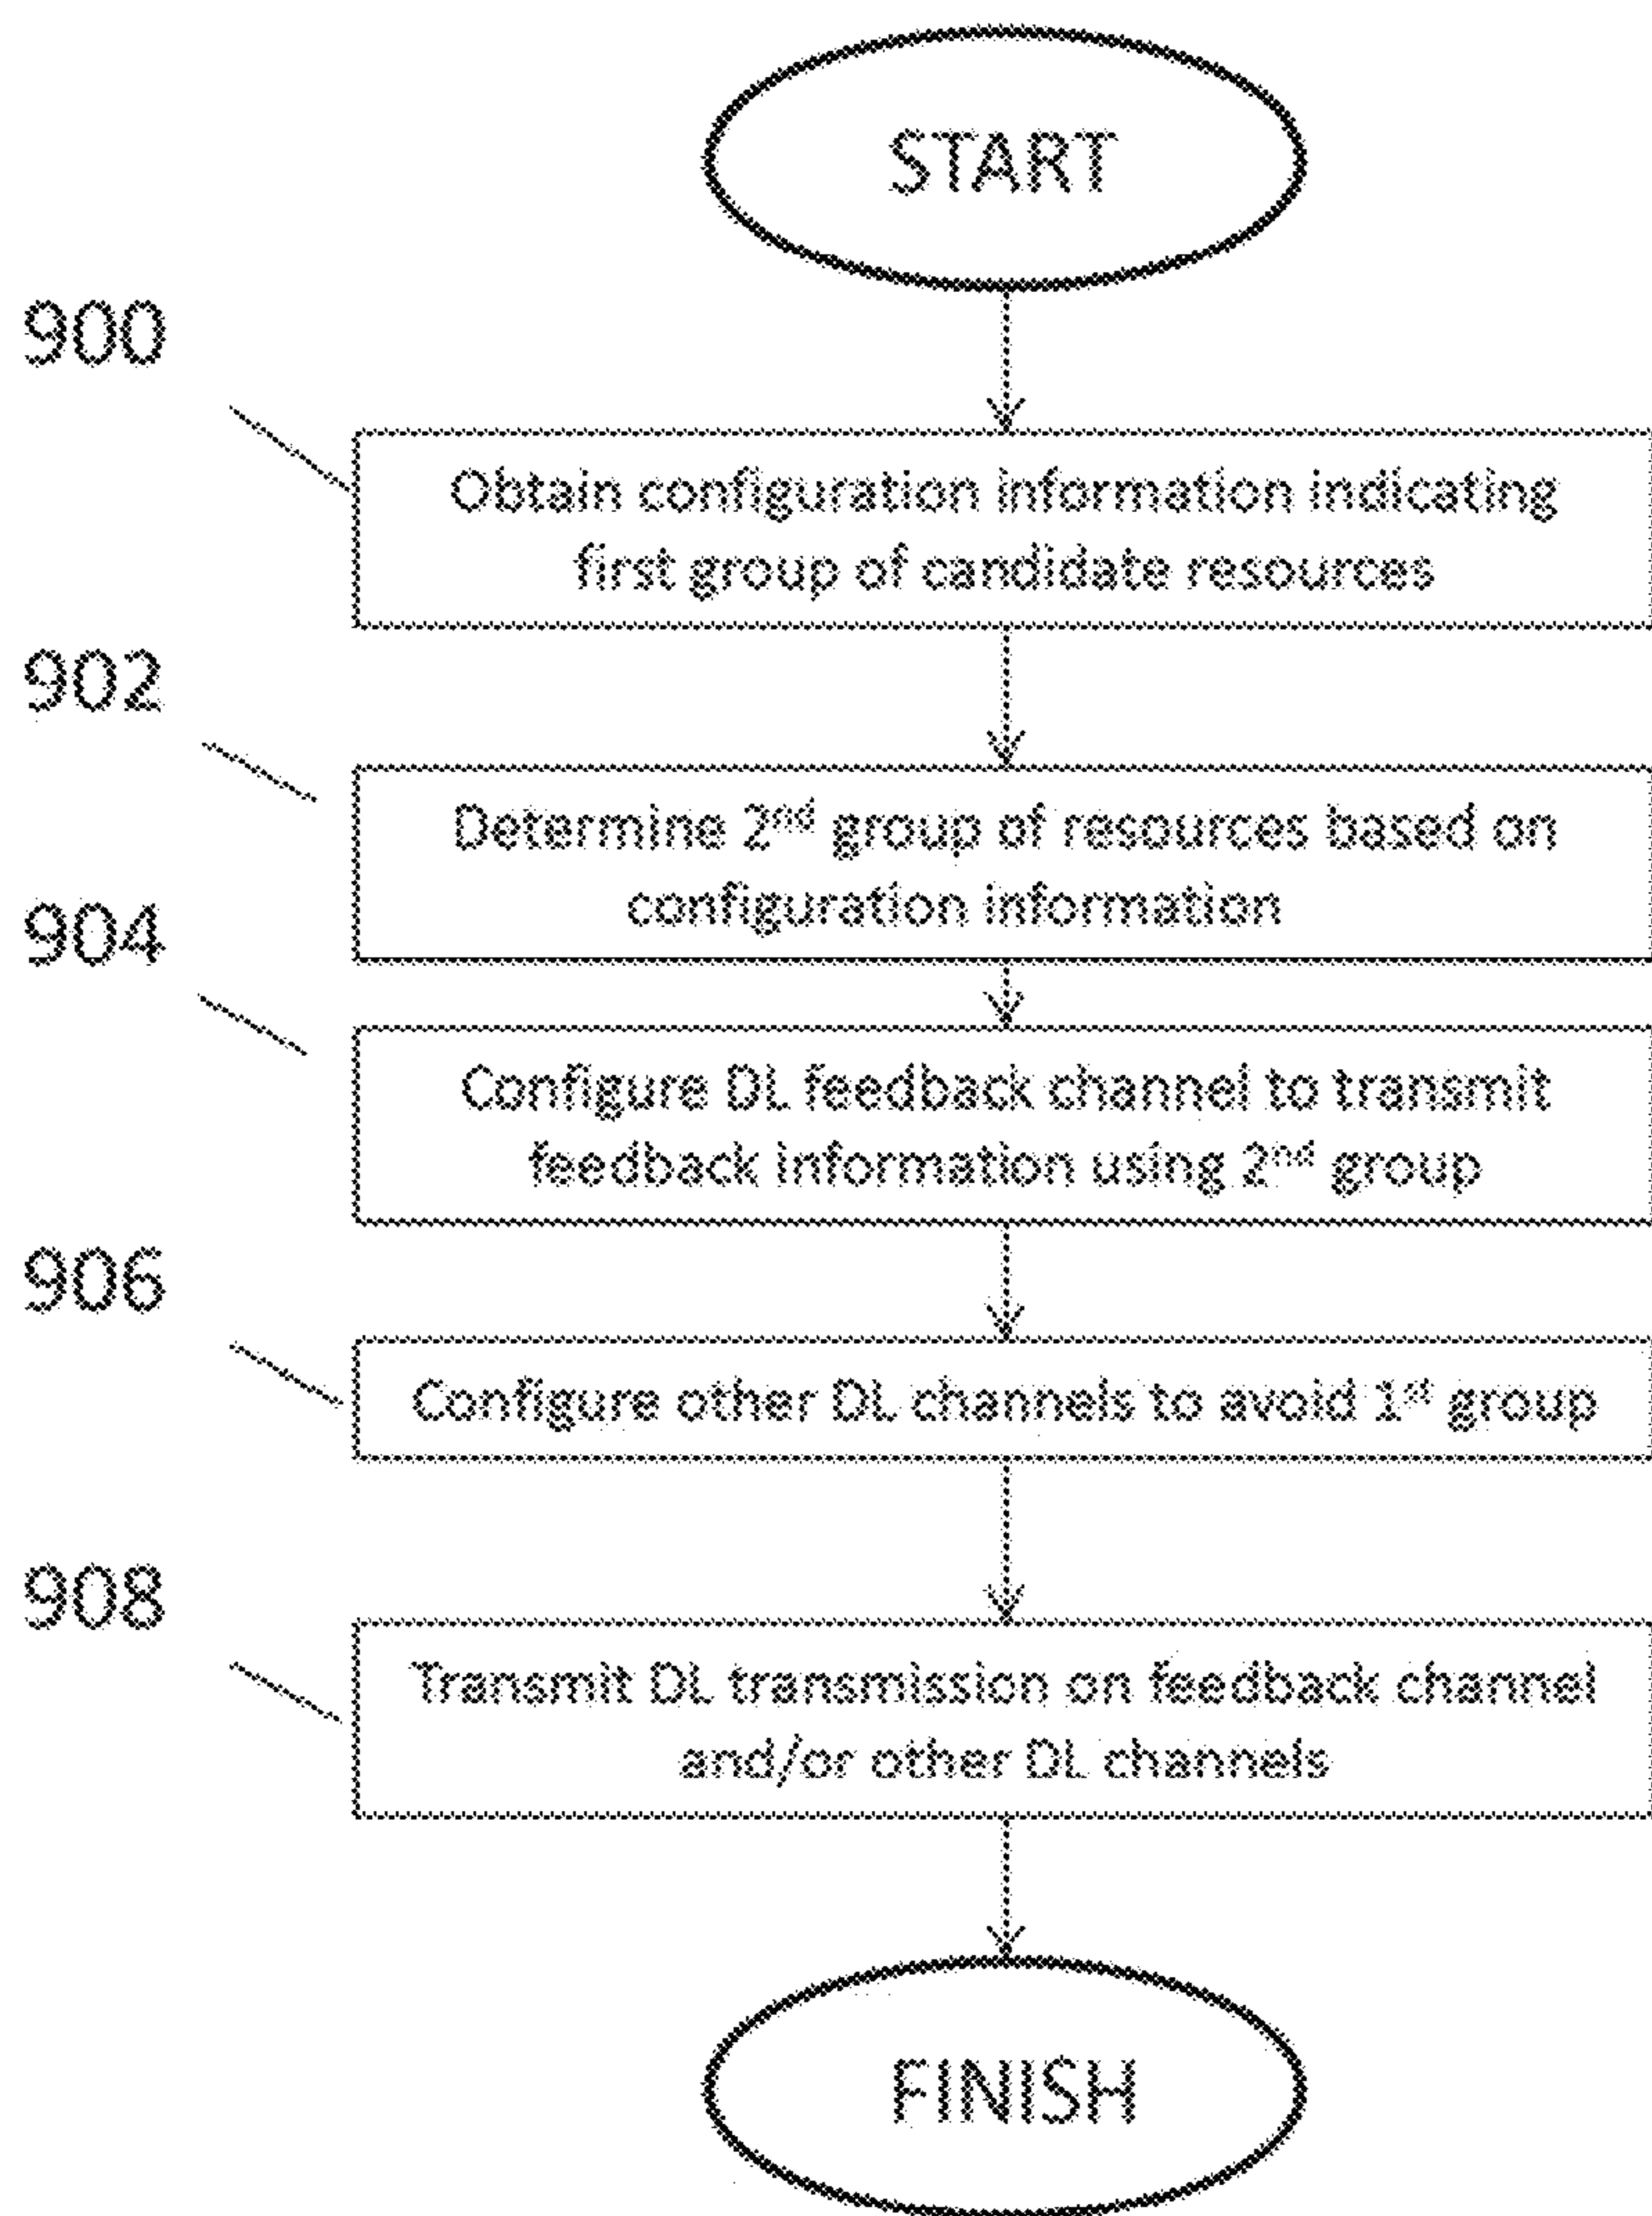 START
900
Obtain configuration information indicating
first group of candidate resources
902
Determine 2nd group of resources based on
configuration information
904
Configure DL feedback channel to transmit
feedback information using 2nd group
906
Configure other DL channels to avoid 1st group
908
Transmit DL transmission on feedback channel
and/or other DL channels
FINISH